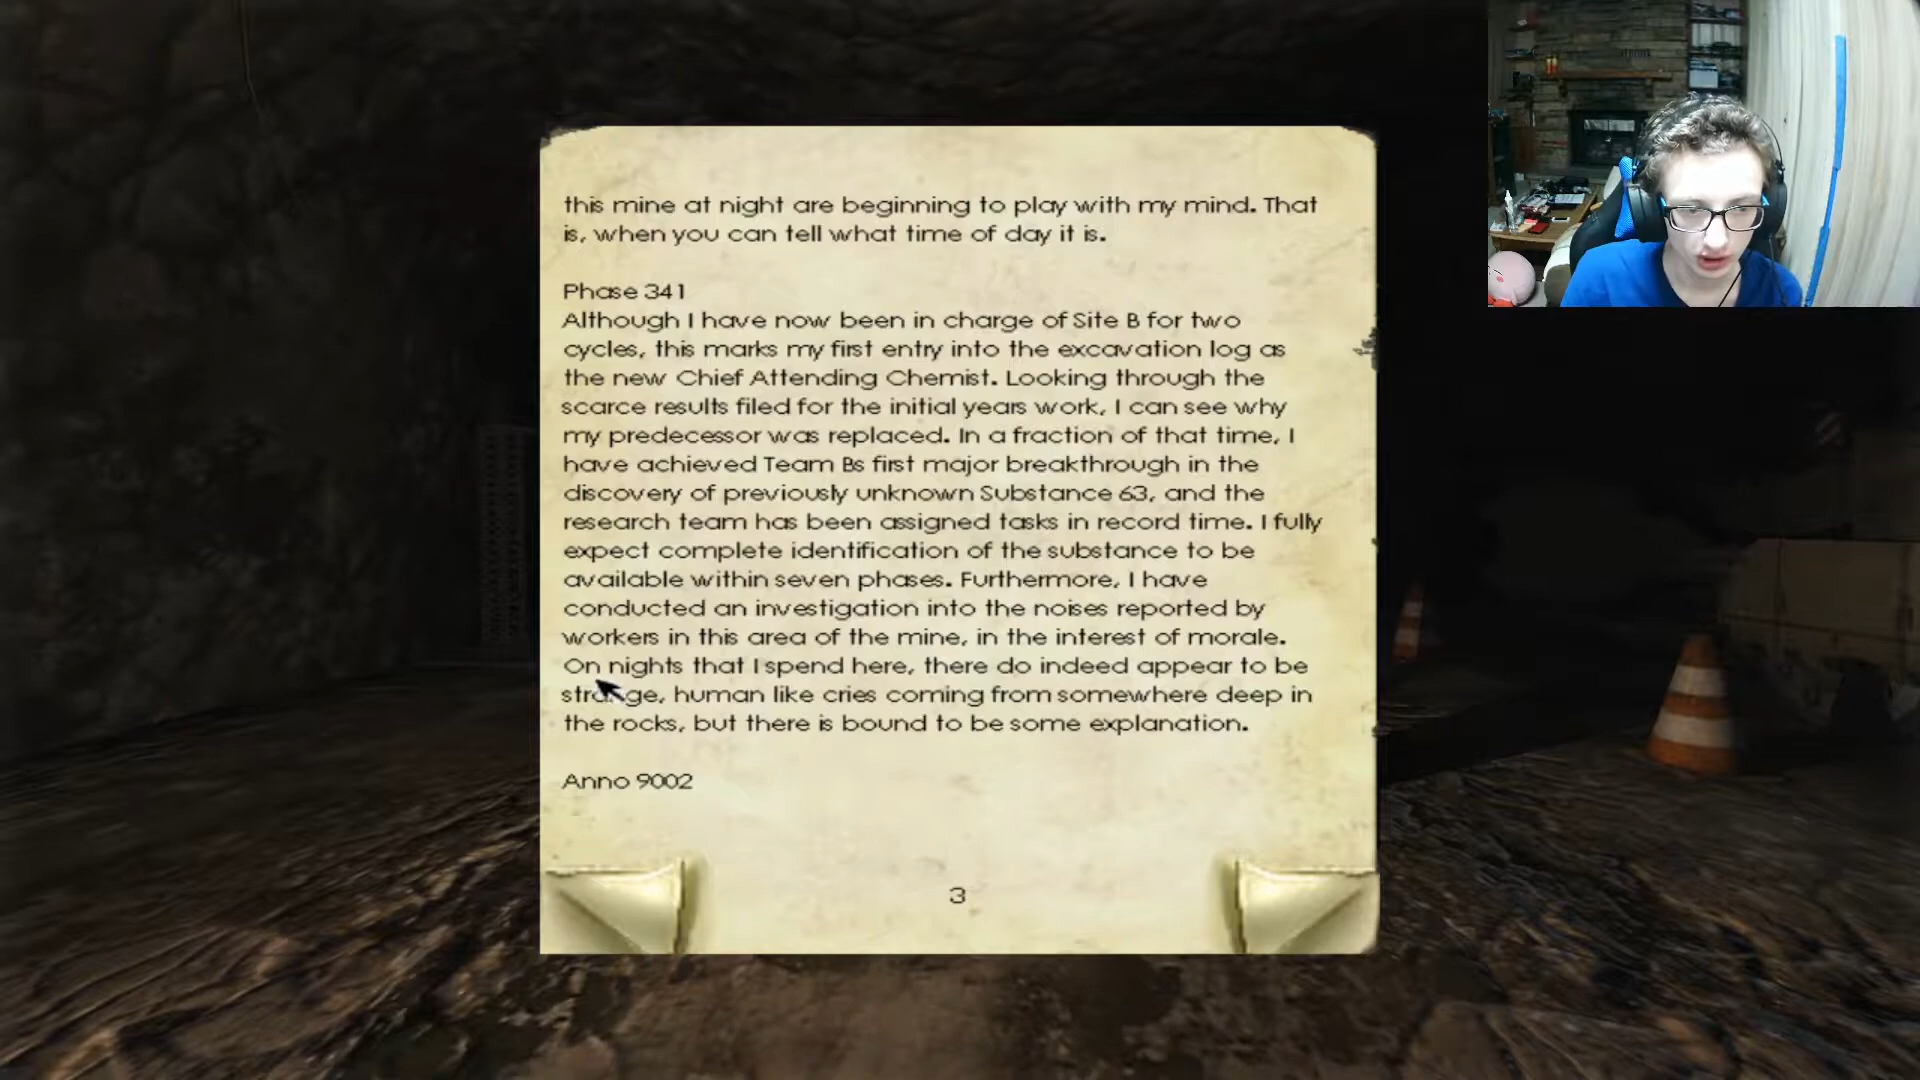 this mine at night are beginning to play with my mind. That
is, when you can tell what time of day it is.
Phase 341
Although I have now been in charge of Site B for two
cycles, this marks my first entry into the excavation log as
the new Chief Attending Chemist. Looking through the
scarce results filed for the initial years work, I can see why
my predecessor was replaced. In a fraction of that time, I
have achieved Team Bs first major breakthrough in the
discovery of previously unknown Substance 63, and the
research team has been assigned tasks in record time. I fully
expect complete identification of the substance to be
available within seven phases. Furthermore, I have
conducted an investigation into the noises reported by
workers in this area of the mine, in the interest of morale.
On nights that I spend here, there do indeed appear to be
strange, human like cries coming from somewhere deep in
the rocks, but there is bound to be some explanation.
Anno 9002
3